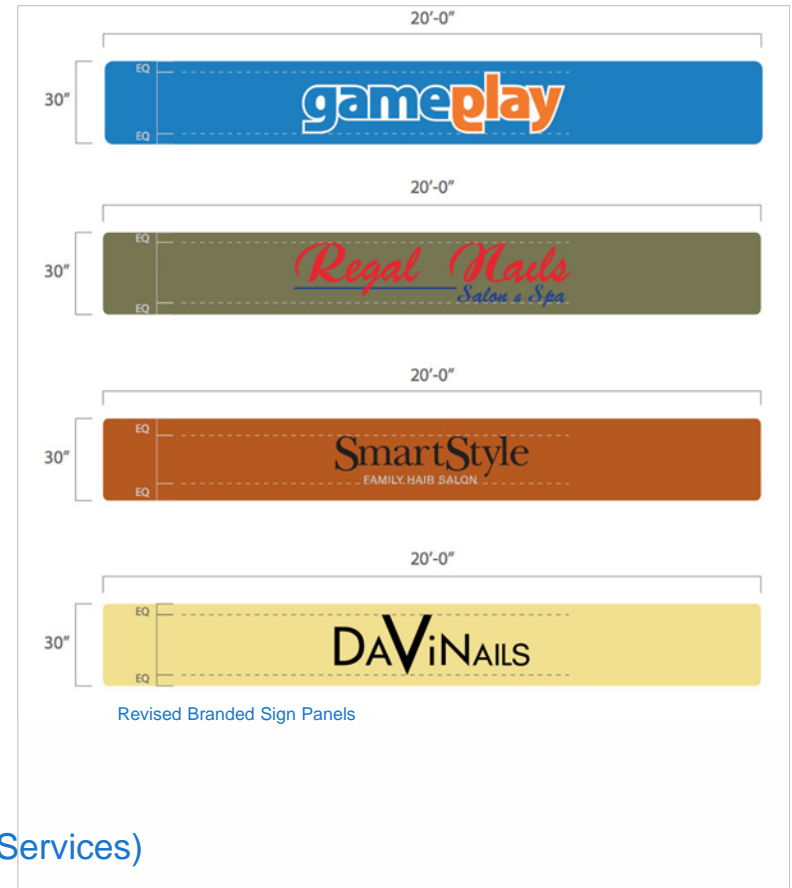 20'-0"
30"
EQ
gameplay
EQ
20'-0"
30"
EQ
Regal Nails
Salon & Spa
EQ
20'-0"
30"
EQ
SmartStyle
FAMILY HAIR SALON
EQ
20'-0"
30"
EQ
DAViNAILS
EQ
Revised Branded Sign Panels
Services)